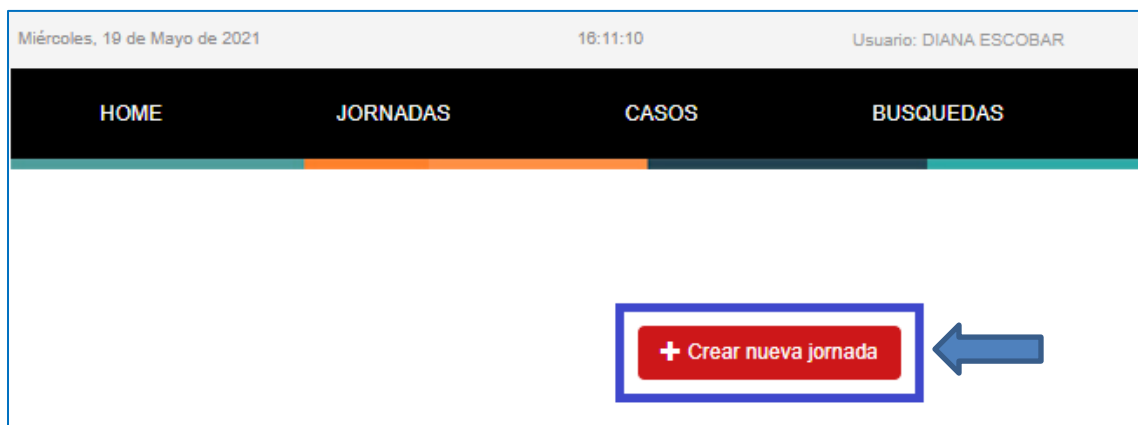 Miércoles, 19 de Mayo de 2021 16:11:10 Usuario: DIANA ESCOBAR
HOME JORNADAS CASOS BUSQUEDAS
+ Crear nueva jornada